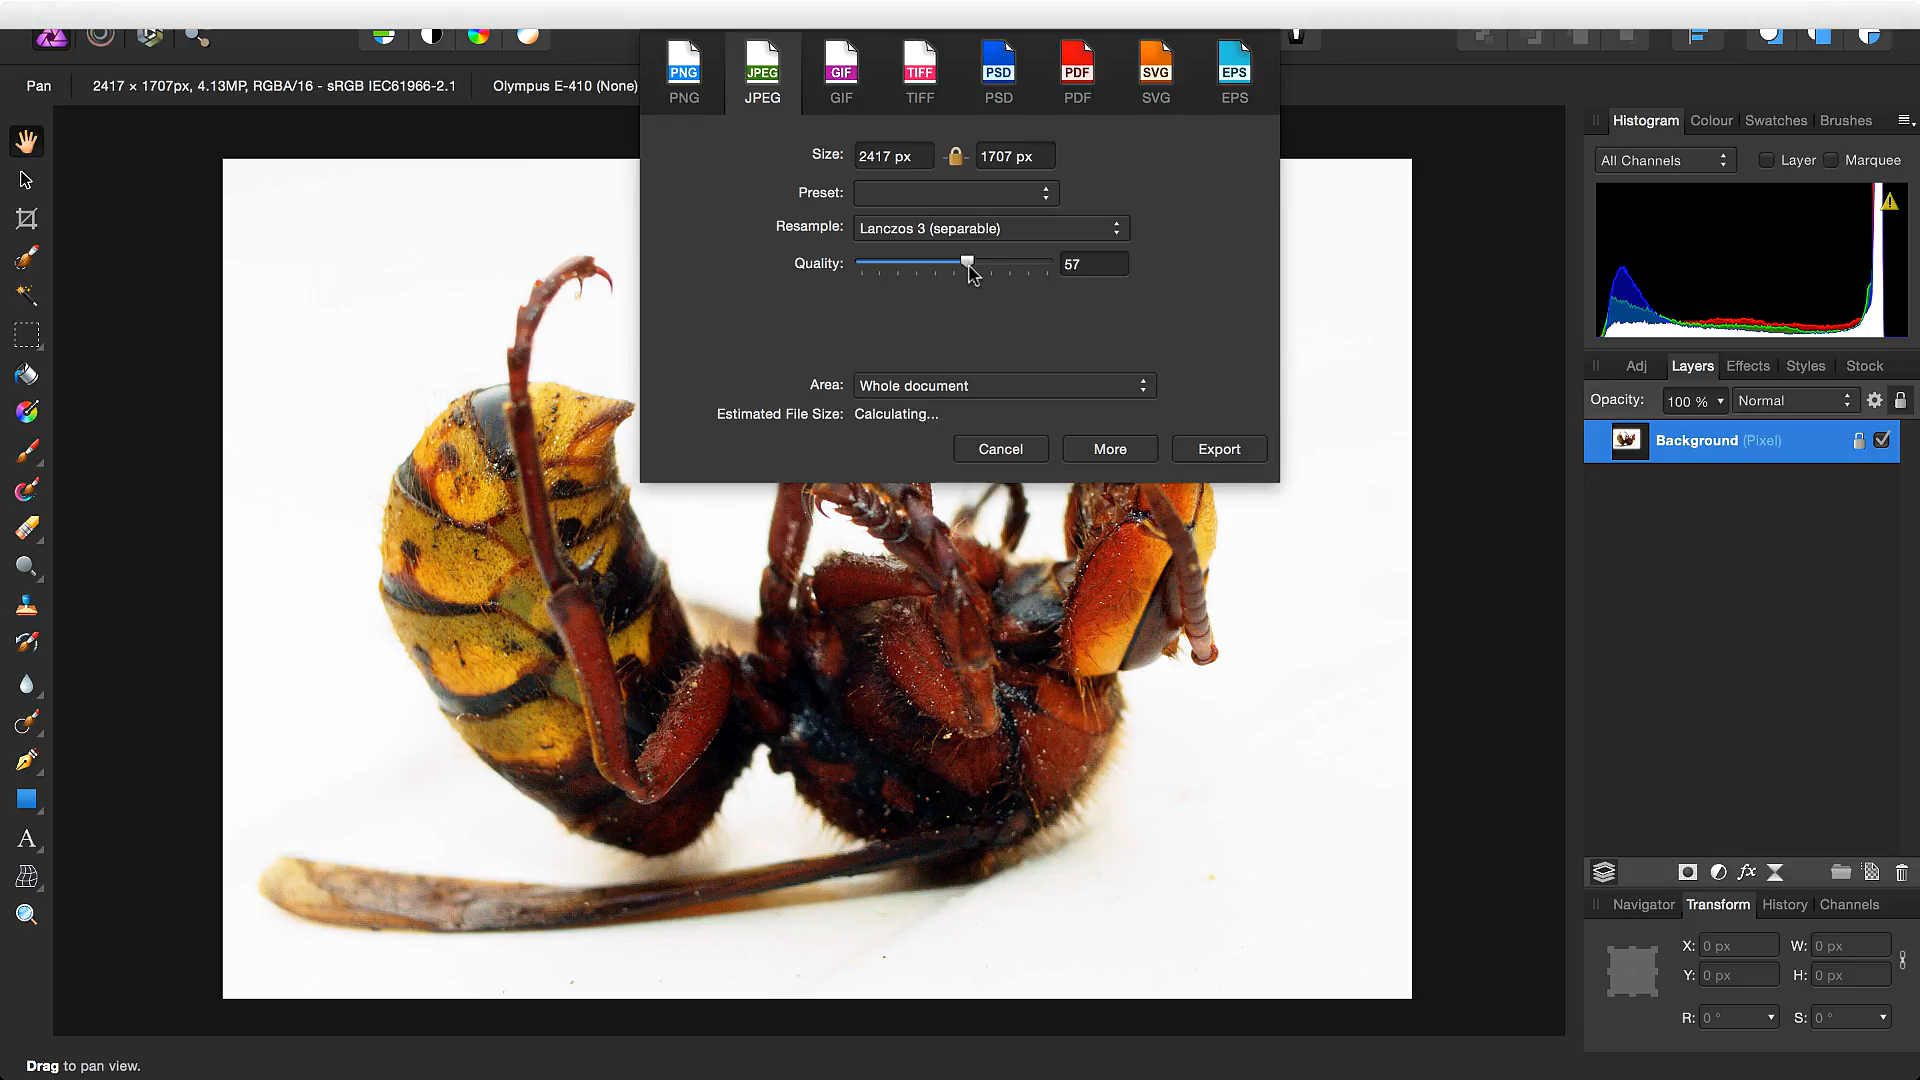 PNG JPEG GIF TIFF PSD PDF SVG EPS
PNG JPEG GIF TIFF PSD PDF SVG EPS
Pan 2417 × 1707px, 4.13MP, RGBA/16 - sRGB IEC61966-2.1 Olympus E-410 (None)
Histogram Colour Swatches Brushes
All Channels Layer Marquee
Size: 2417 px 1707 px
Preset:
Resample: Lanczos 3 (separable)
Quality: 57
Area: Whole document
Estimated File Size: Calculating...
Cancel More Export
Adj Layers Effects Styles Stock
Opacity: 100 % Normal
Background (Pixel)
fx
A
Navigator Transform History Channels
X: 0 px W: 0 px
Y: 0 px H: 0 px
R: 0 ° S: 0 °
Drag to pan view.